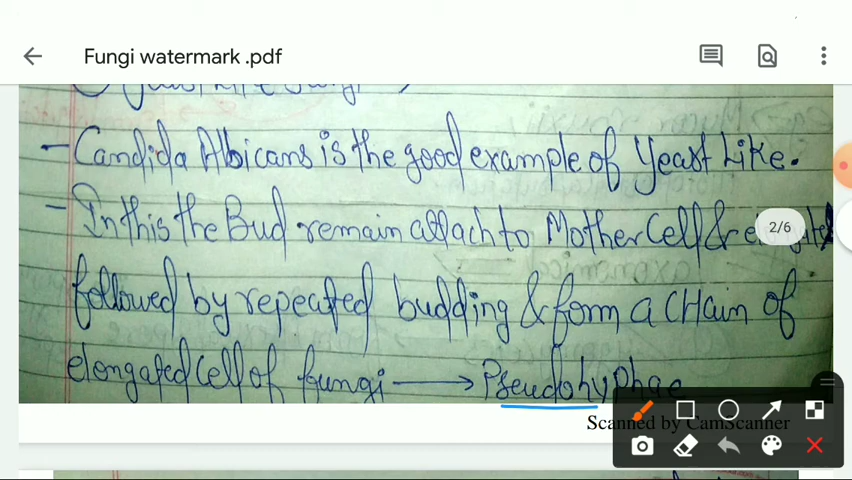 Fungi watermark .pdf
- Candida Albicans is the good example of Yeast Like.
- In this the Bud remain attach to Mother Cell &
2/6
followed by repeated budding & form a CHain of
elongated cell of fungi → Pseudohyphae
Scanned by CamScanner